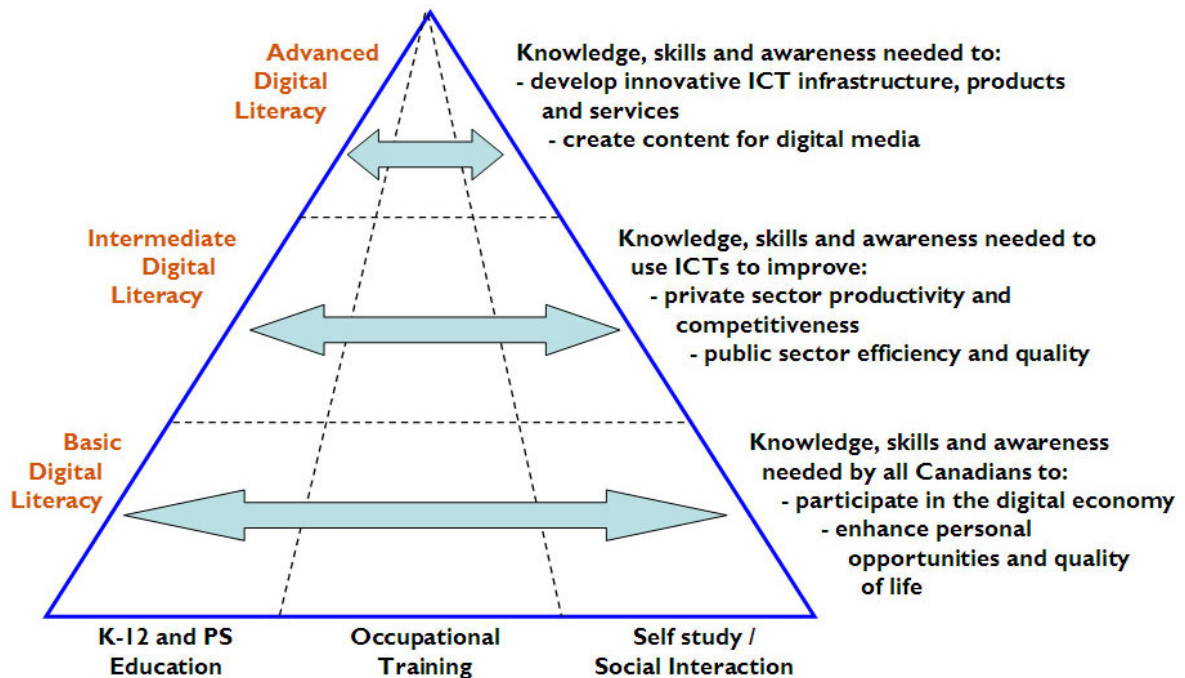 Advanced
Digital
Literacy
Knowledge, skills and awareness needed to:
- develop innovative ICT infrastructure, products
and services
- create content for digital media
Intermediate
Digital
Literacy
Knowledge, skills and awareness needed to
use ICTs to improve:
- private sector productivity and
competitiveness
- public sector efficiency and quality
Basic
Digital
Literacy
Knowledge, skills and awareness
needed by all Canadians to:
- participate in the digital economy
- enhance personal
opportunities and quality
of life
K-12 and PS
Education
Occupational
Training
Self study /
Social Interaction